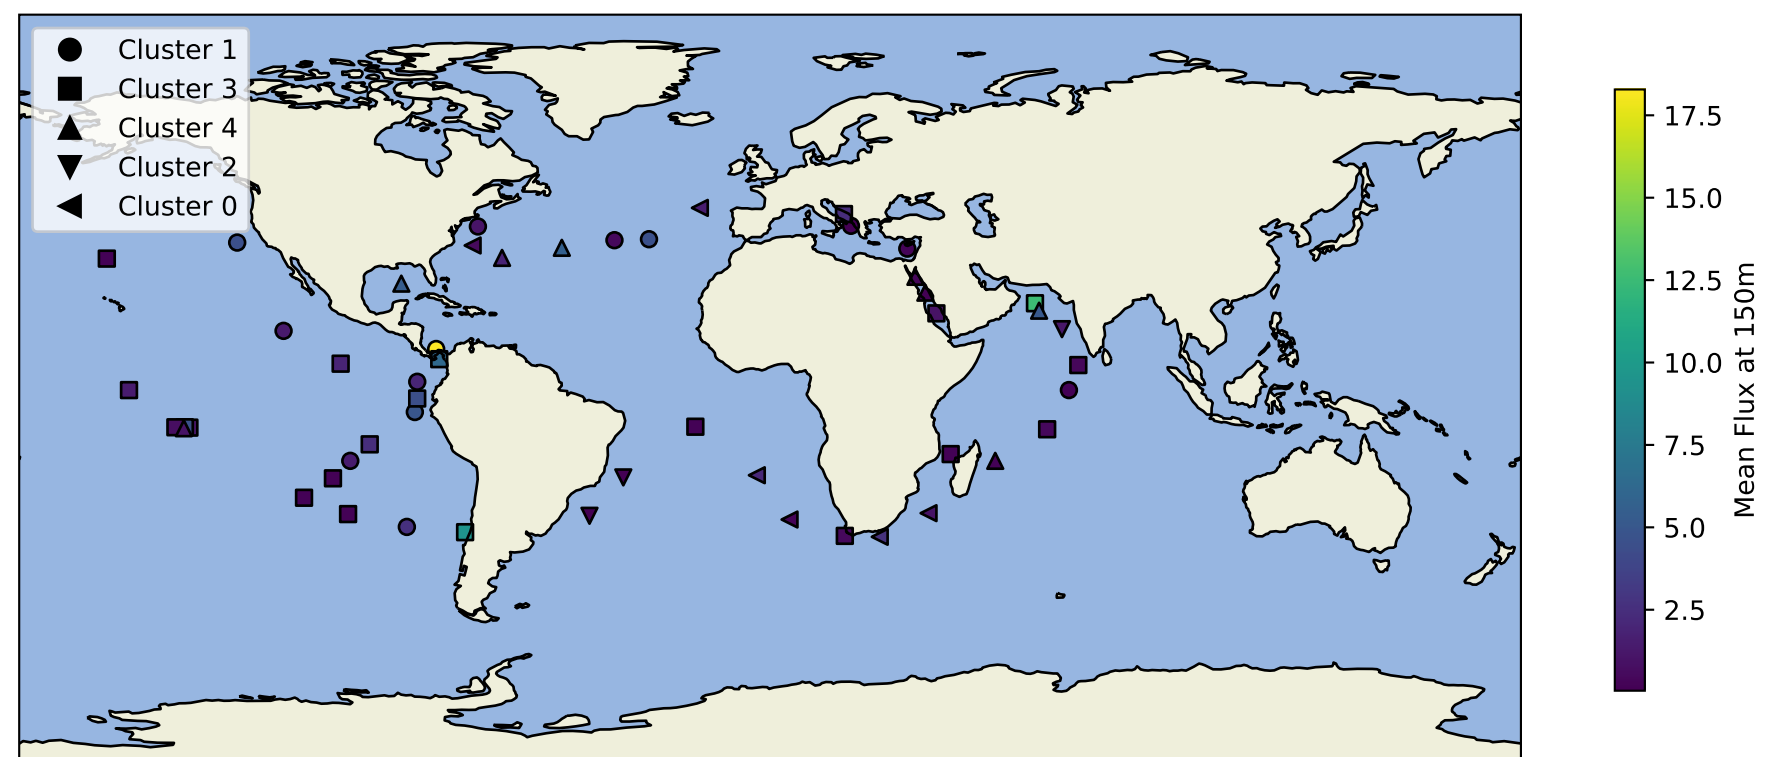 Cluster 1
Cluster 3
Cluster 4
Cluster 2
Cluster 0
17.5
15.0
12.5
10.0
7.5
5.0
2.5
Mean Flux at 150m